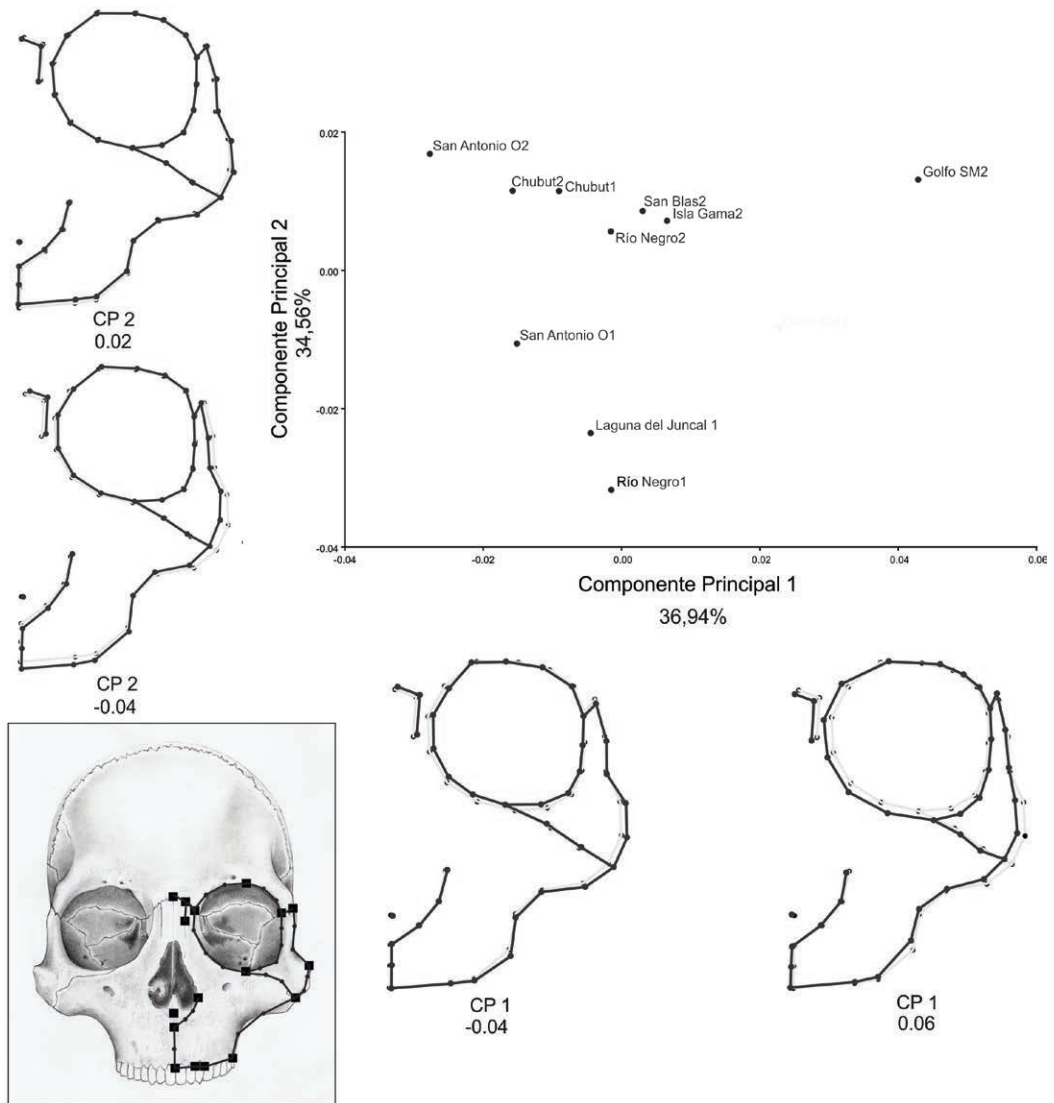 CP 2
0.02
CP 2
-0.04
0.02
0.00
-0.02
-0.04
Componente Principal 2
34,56%
San Antonio O2
Golfo SM2
Chubut2
Chubut1
San Blas2
Isla Gama2
Río Negro2
San Antonio O1
Laguna del Juncal 1
Río Negro1
-0.04
-0.02
0.00
0.02
0.04
0.06
Componente Principal 1
36,94%
CP 1
-0.04
CP 1
0.06